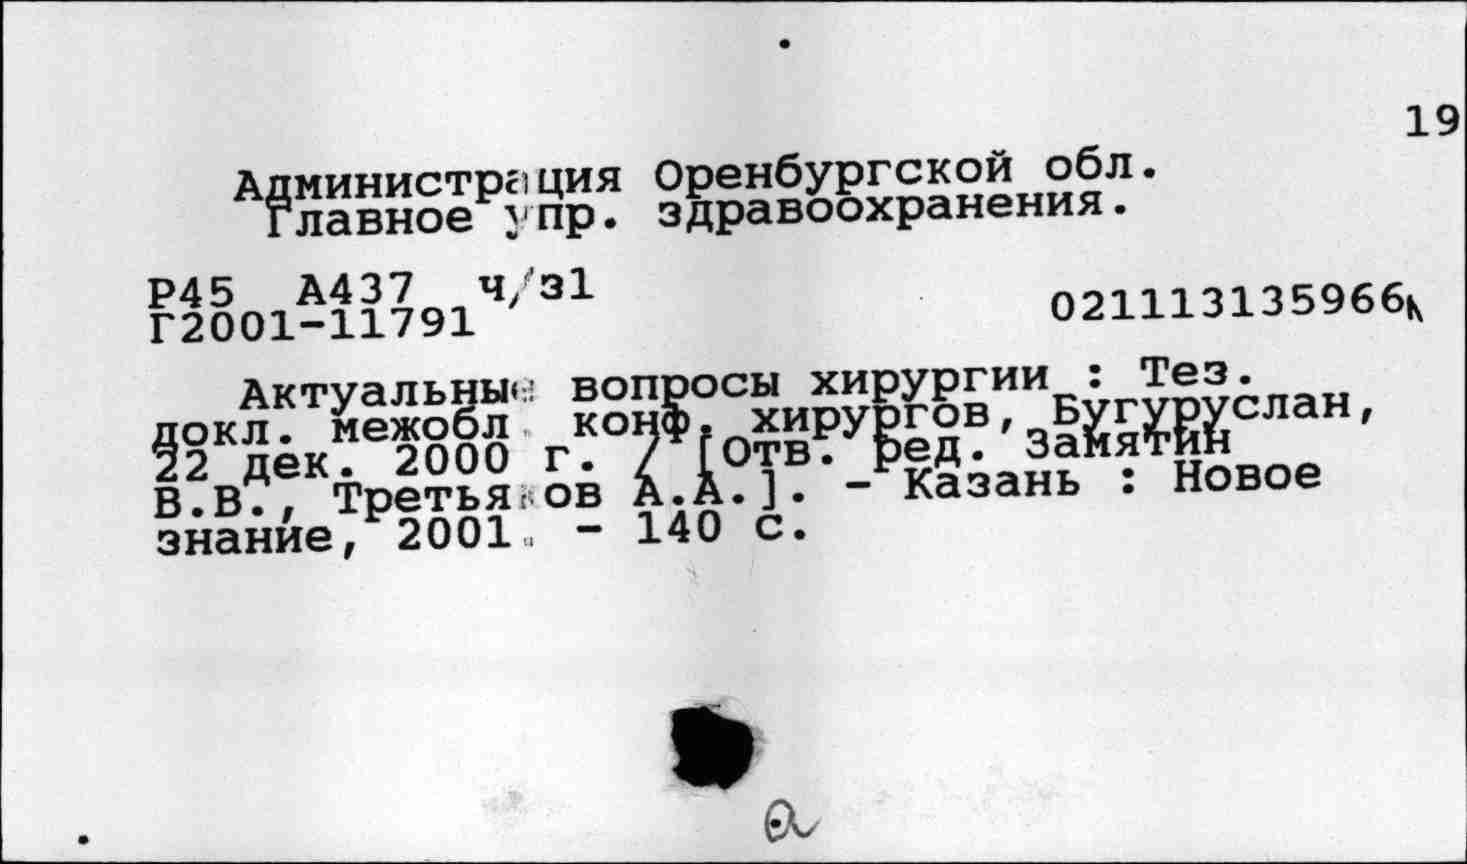 19
Администрация Оренбургской обл.
Главное упр. здравоохранения.
Р45 А437 ч/з1
Г2001-11791
021113135966
Актуальные вопросы хирургии : Тез.
докл. межобл. конф. хирургов, Бугуруслан,
22 дек. 2000 г. / [Отв. ред. Замятин
В.В., Третьяков А.А.]. - Казань : Новое
знание, 2001. - 140 с.